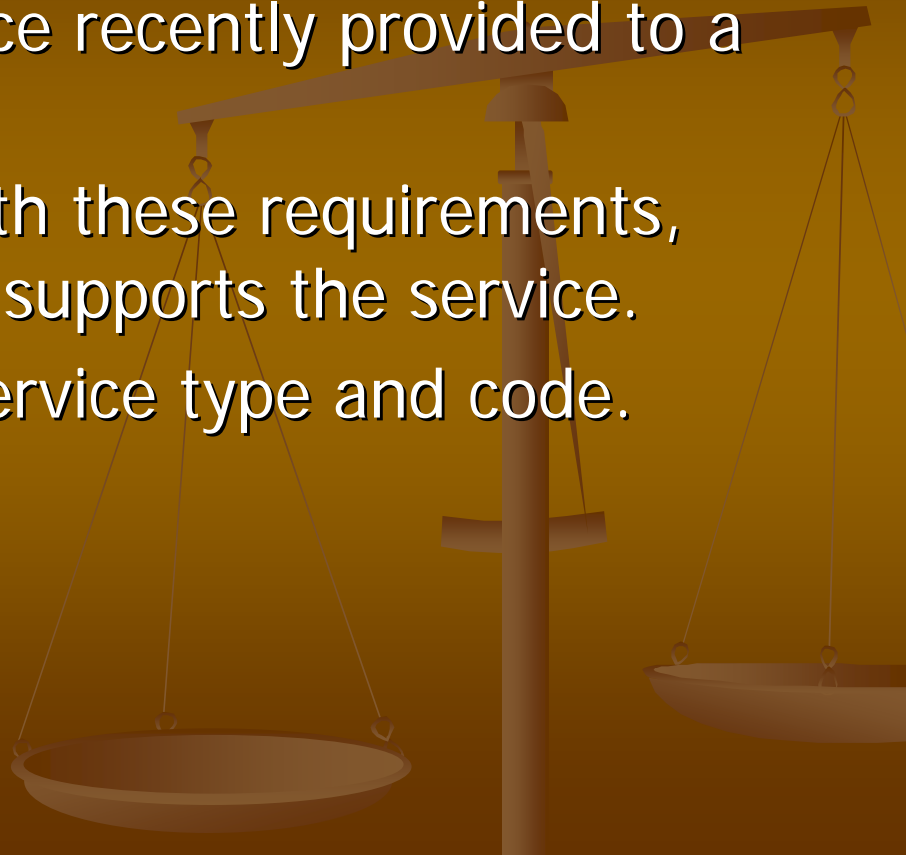 ce recently provided to a
th these requirements,
supports the service.
ervice type and code.